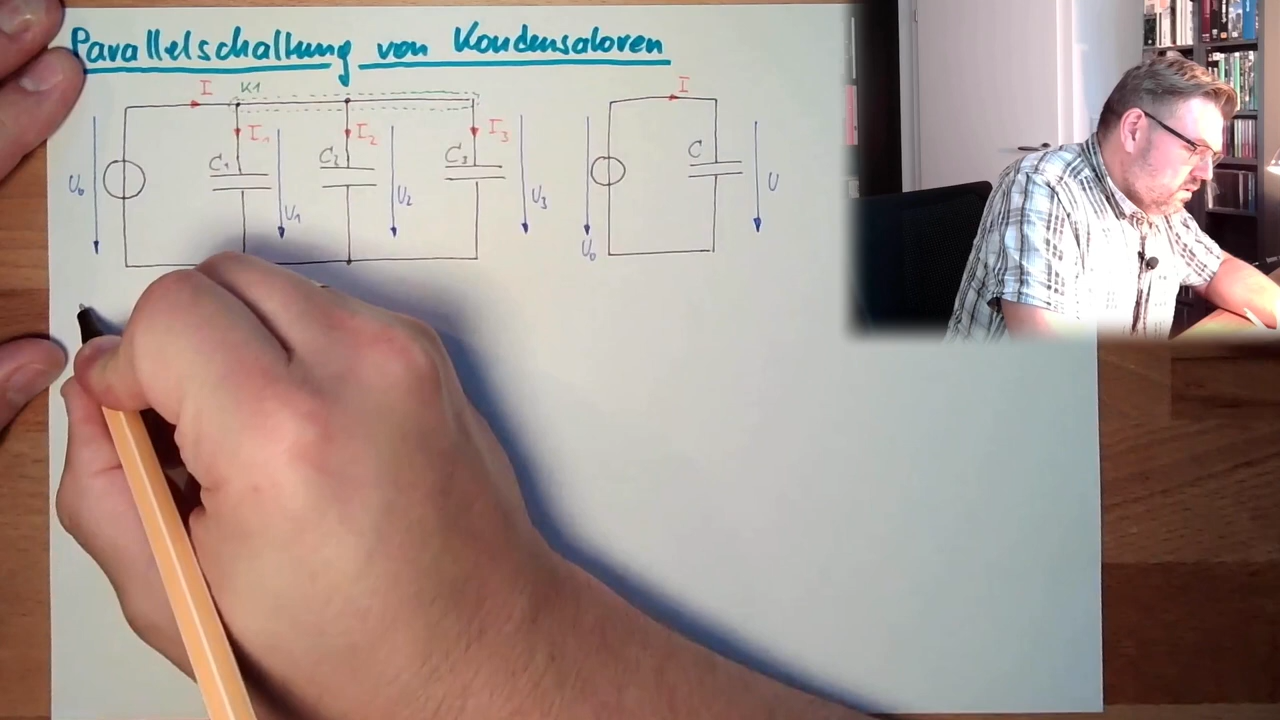 Parallelschaltung von Kondensatoren
I K1 I
I₁ I₂ I₃
C₁ C₂ C₃ C
U₀ U₁ U₂ U₃ U₀ U